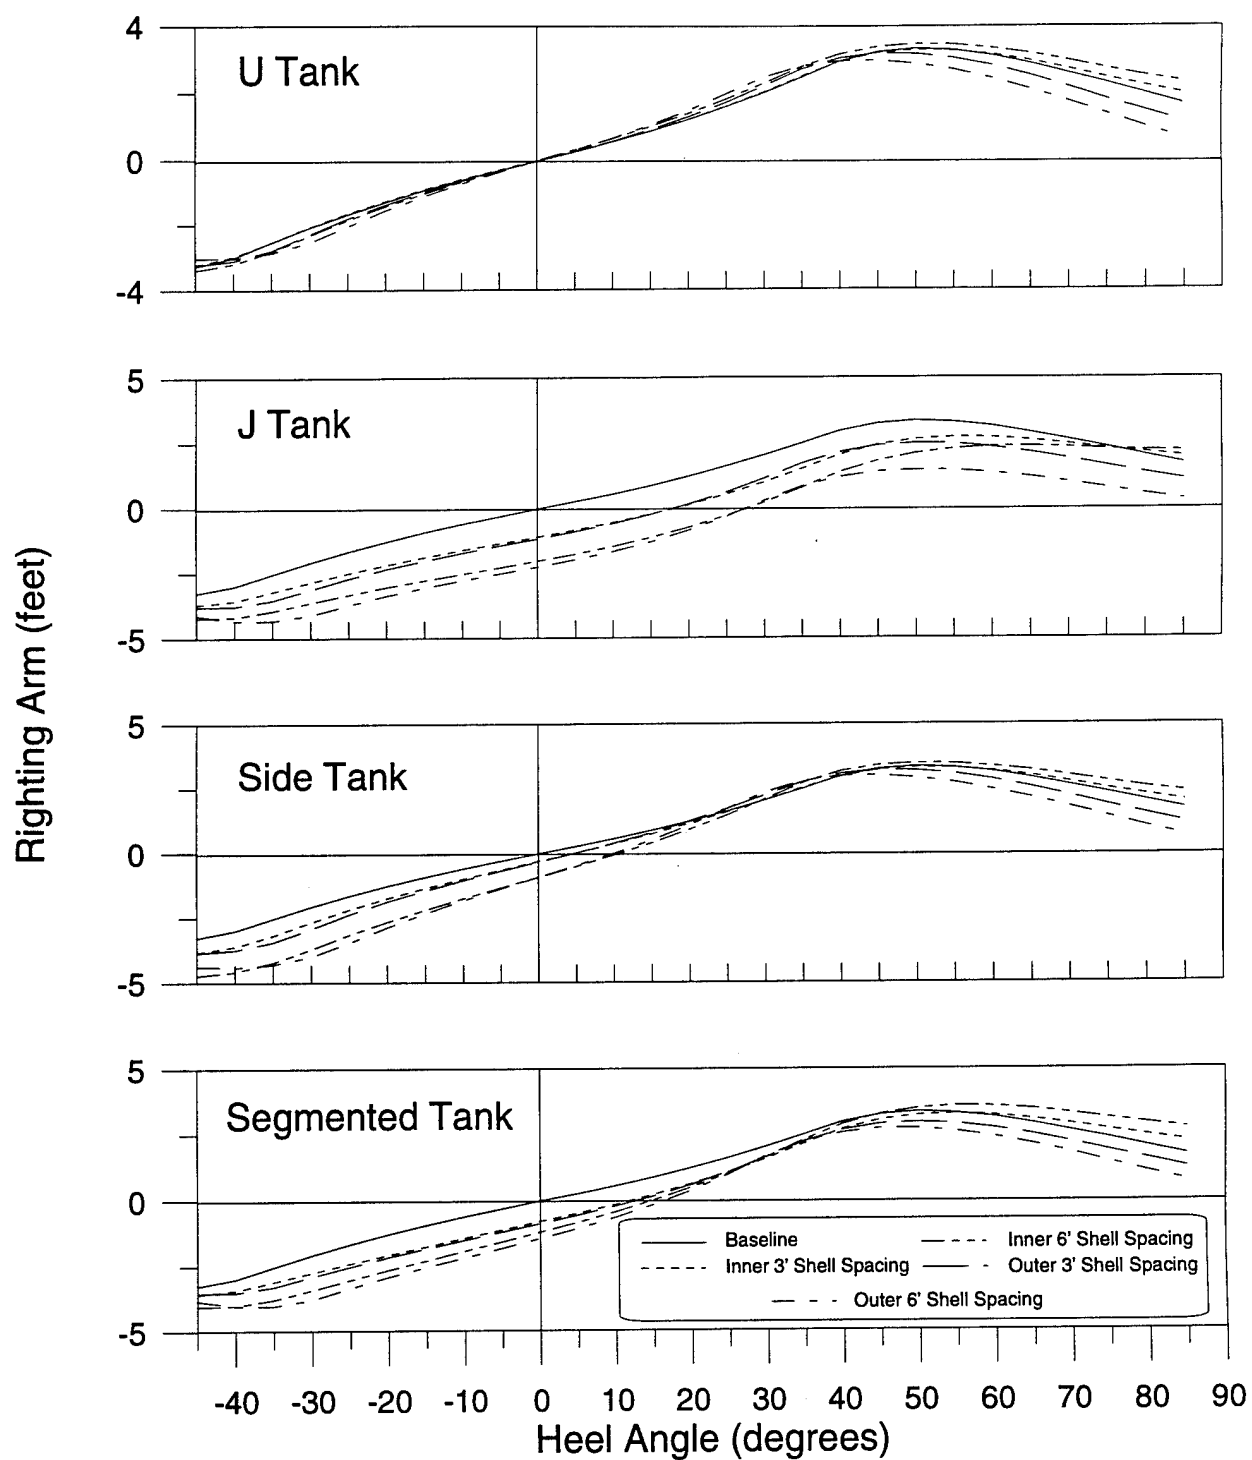 4
U Tank
0
-4
5
J Tank
0
-5
5
Side Tank
0
-5
5
Segmented Tank
0
-5
Righting Arm (feet)
Baseline Inner 6' Shell Spacing
Inner 3' Shell Spacing Outer 3' Shell Spacing
Outer 6' Shell Spacing
-40 -30 -20 -10 0 10 20 30 40 50 60 70 80 90
Heel Angle (degrees)